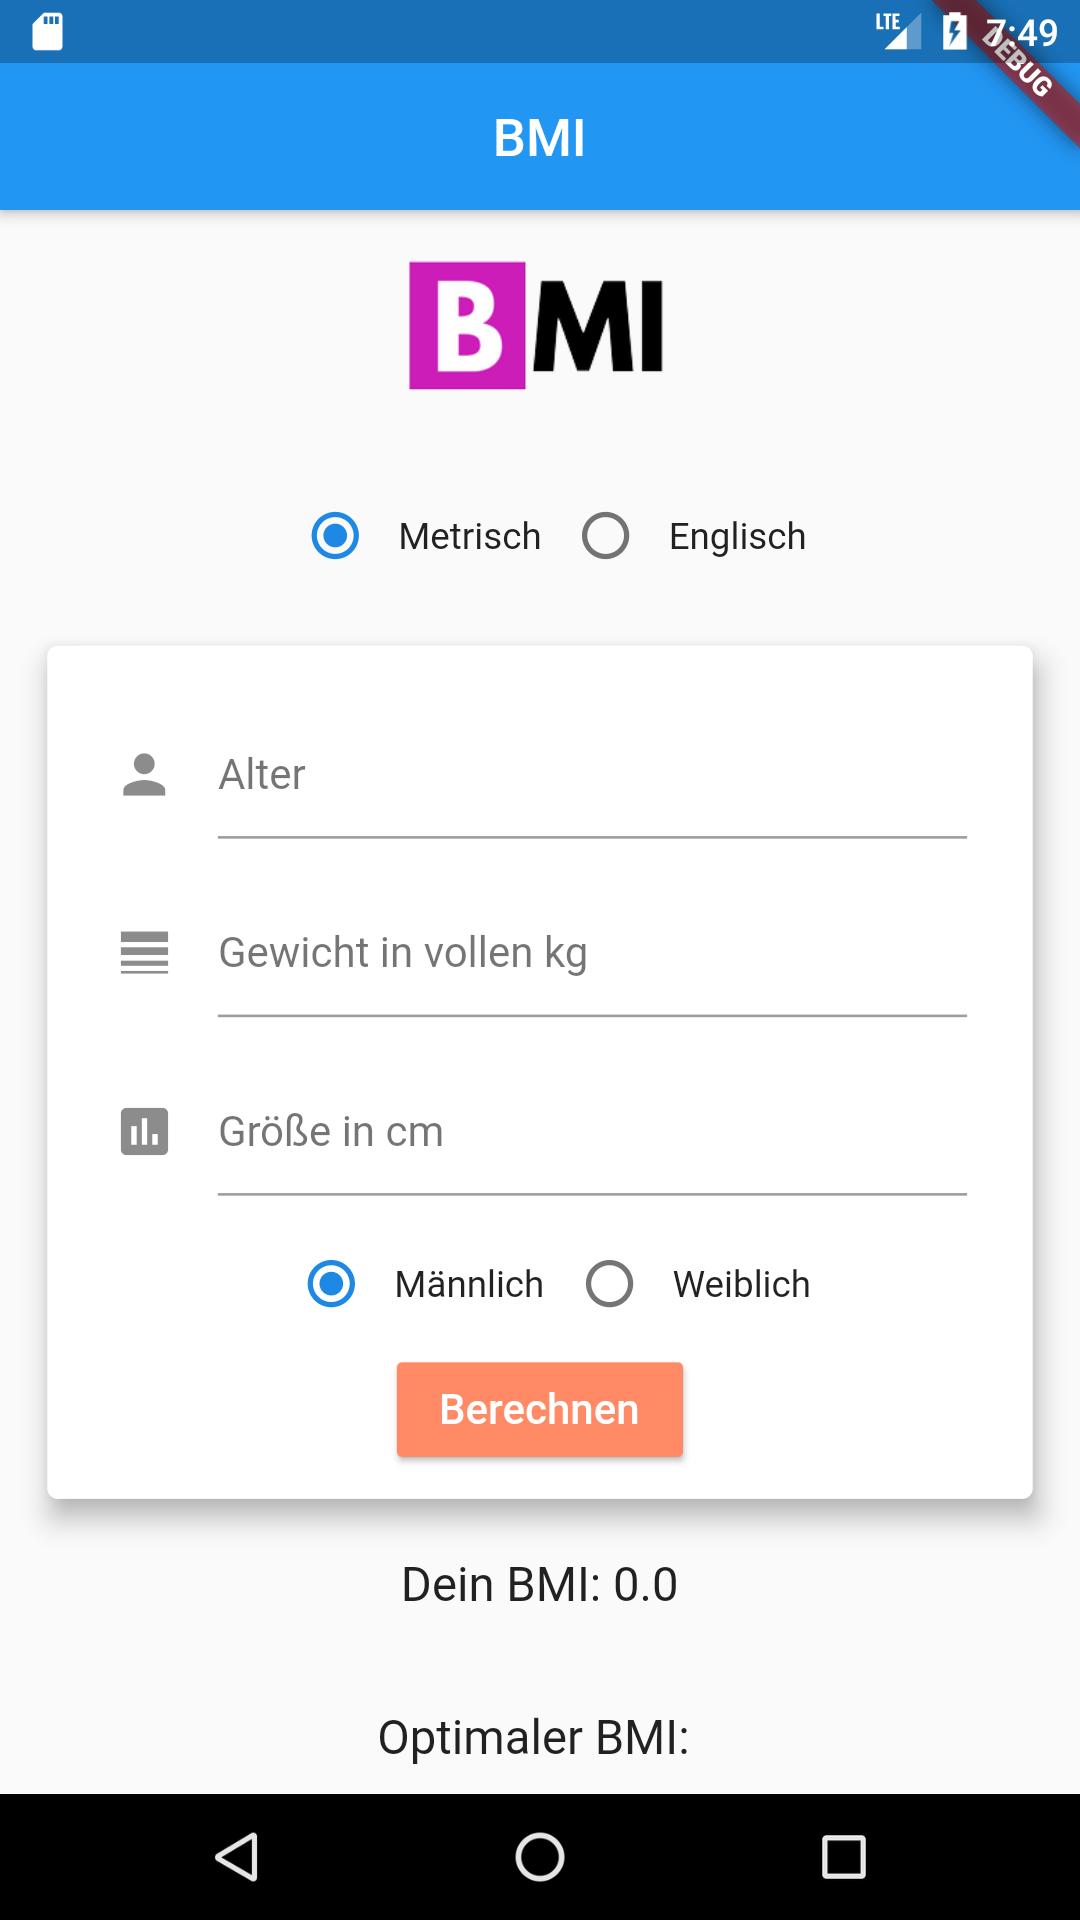 LTE 7:49
DEBUG
BMI
BMI
Metrisch Englisch
Alter
Gewicht in vollen kg
Größe in cm
Männlich Weiblich
Berechnen
Dein BMI: 0.0
Optimaler BMI: